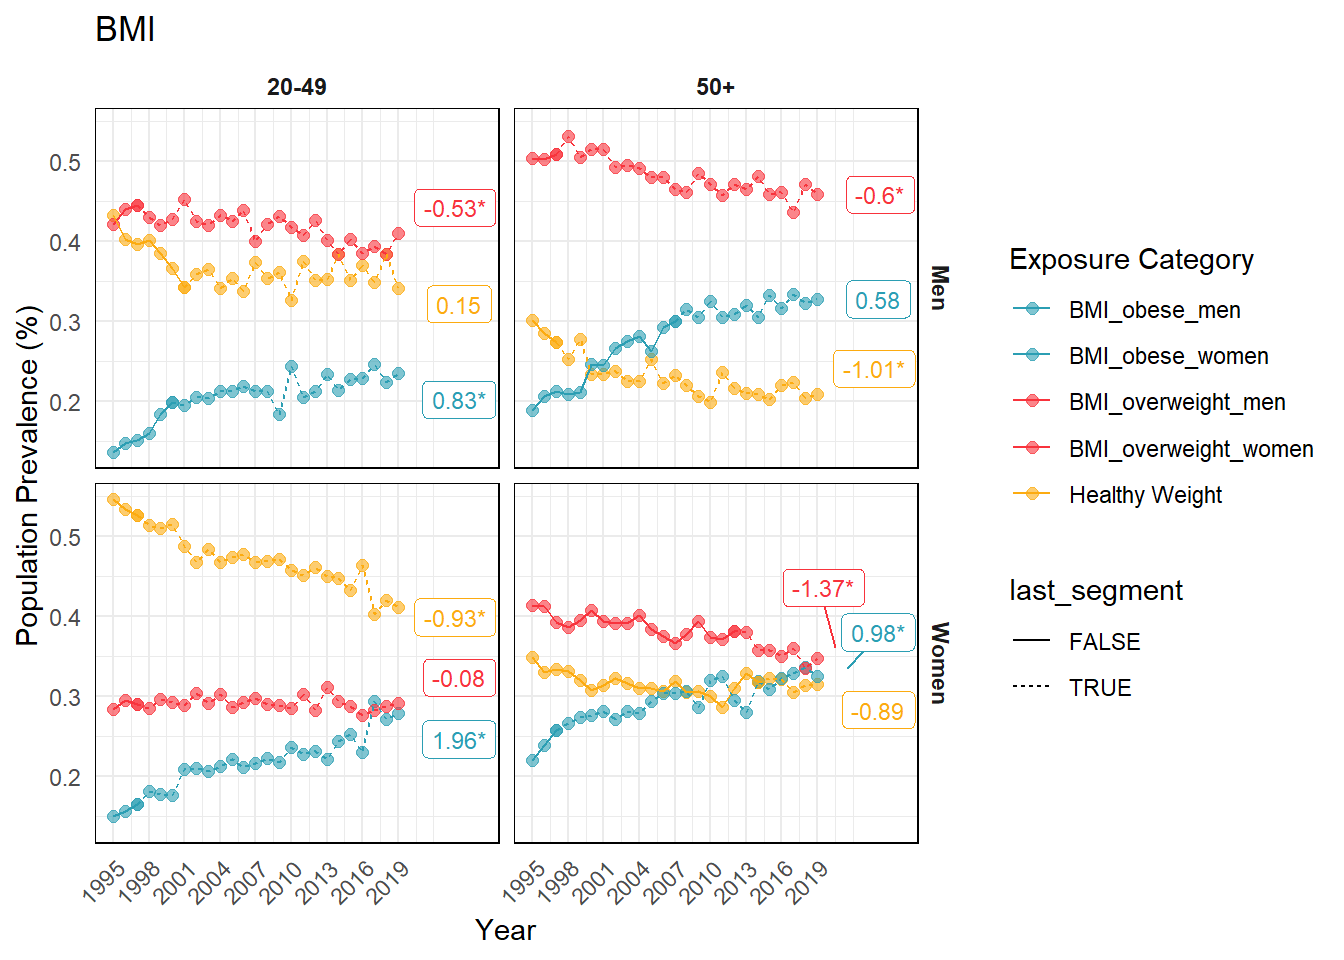 BMI
20-49
50+
0.5
0.4
0.3
0.2
-0.53*
0.15
0.83*
-0.6*
0.58
-1.01*
Men
0.5
0.4
0.3
0.2
-0.93*
-0.08
1.96*
-1.37*
0.98*
-0.89
Women
Population Prevalence (%)
1995 1998 2001 2004 2007 2010 2013 2016 2019
1995 1998 2001 2004 2007 2010 2013 2016 2019
Year
Exposure Category
BMI_obese_men
BMI_obese_women
BMI_overweight_men
BMI_overweight_women
Healthy Weight
last_segment
FALSE
TRUE